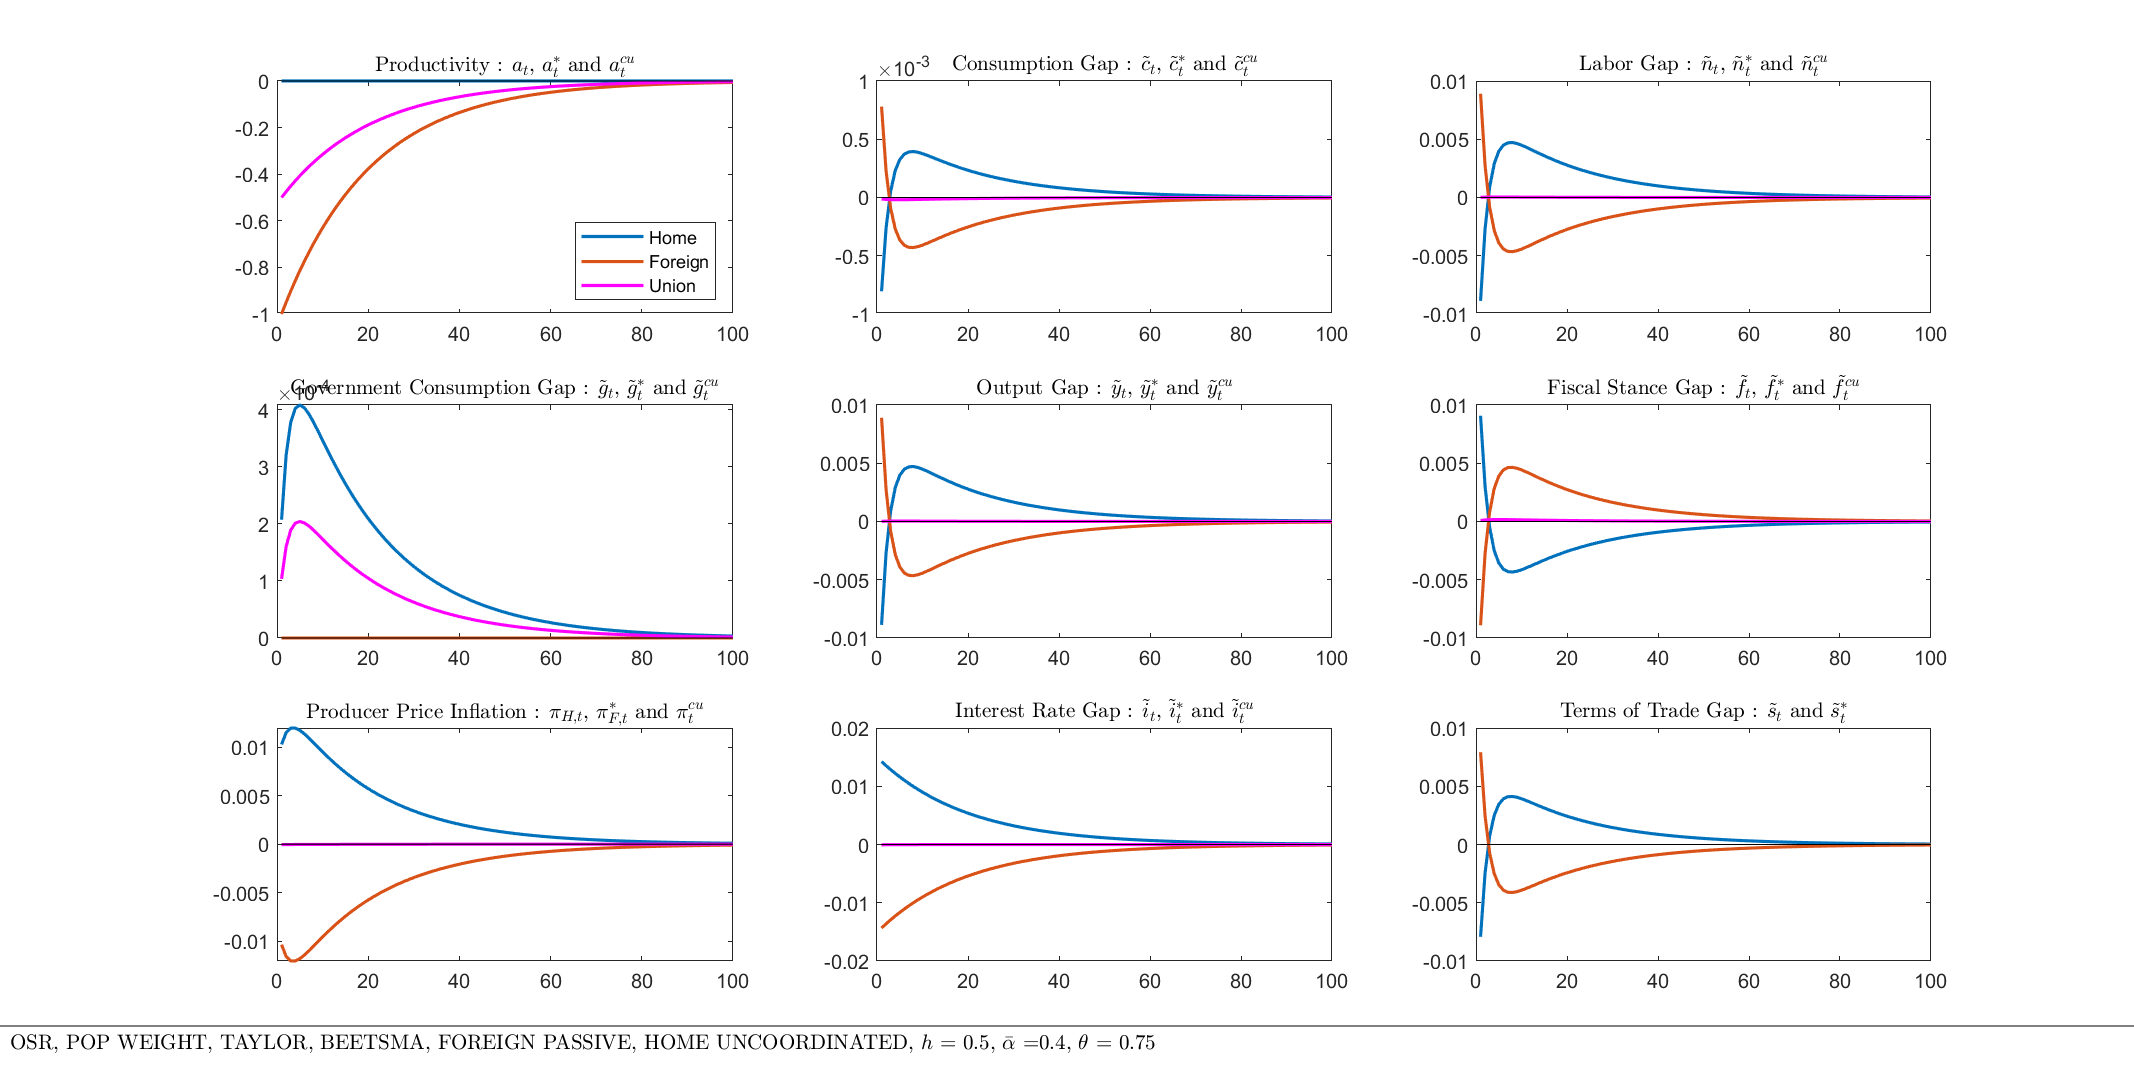 Productivity : a_t, a_t^* and a_t^{cu}
0
-0.2
-0.4
-0.6
-0.8
-1
0 20 40 60 80 100
Home
Foreign
Union
×10^{-3} Consumption Gap : c̃_t, c̃_t^* and c̃_t^{cu}
1
0.5
0
-0.5
-1
0 20 40 60 80 100
Labor Gap : ñ_t, ñ_t^* and ñ_t^{cu}
0.01
0.005
0
-0.005
-0.01
0 20 40 60 80 100
×10^{-4}
Government Consumption Gap : g̃_t, g̃_t^* and g̃_t^{cu}
4
3
2
1
0
0 20 40 60 80 100
Output Gap : ỹ_t, ỹ_t^* and ỹ_t^{cu}
0.01
0.005
0
-0.005
-0.01
0 20 40 60 80 100
Fiscal Stance Gap : f̃_t, f̃_t^* and f̃_t^{cu}
0.01
0.005
0
-0.005
-0.01
0 20 40 60 80 100
Producer Price Inflation : π_{H,t}, π_{F,t}^* and π_t^{cu}
0.01
0.005
0
-0.005
-0.01
0 20 40 60 80 100
Interest Rate Gap : ĩ_t, ĩ_t^* and ĩ_t^{cu}
0.02
0.01
0
-0.01
-0.02
0 20 40 60 80 100
Terms of Trade Gap : s̃_t and s̃_t^*
0.01
0.005
0
-0.005
-0.01
0 20 40 60 80 100
OSR, POP WEIGHT, TAYLOR, BEETSMA, FOREIGN PASSIVE, HOME UNCOORDINATED, h = 0.5, ᾱ =0.4, θ = 0.75